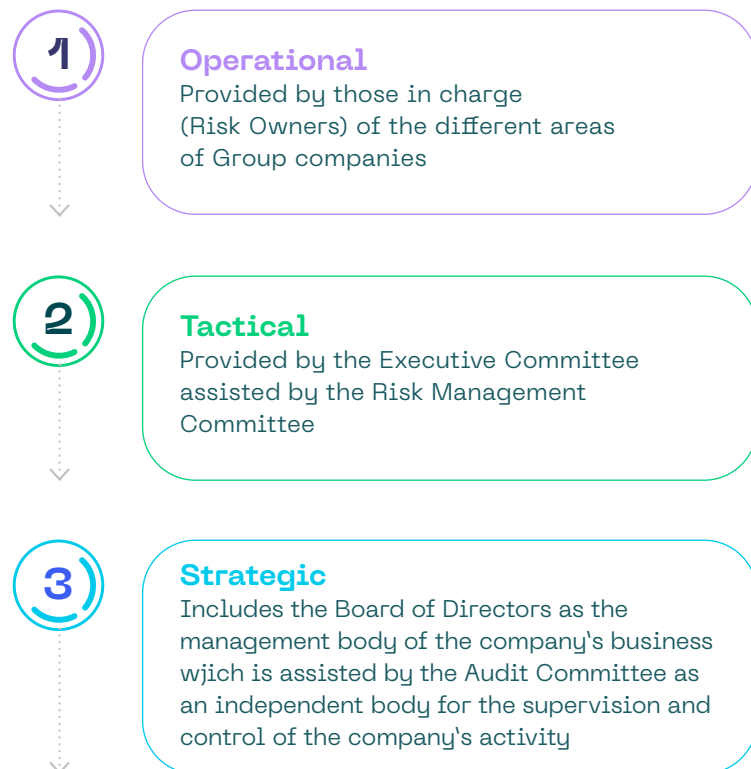 1
Operational
Provided by those in charge
(Risk Owners) of the different areas
of Group companies
2
Tactical
Provided by the Executive Committee
assisted by the Risk Management
Committee
3
Strategic
Includes the Board of Directors as the
management body of the company's business
wjich is assisted by the Audit Committee as
an independent body for the supervision and
control of the company's activity